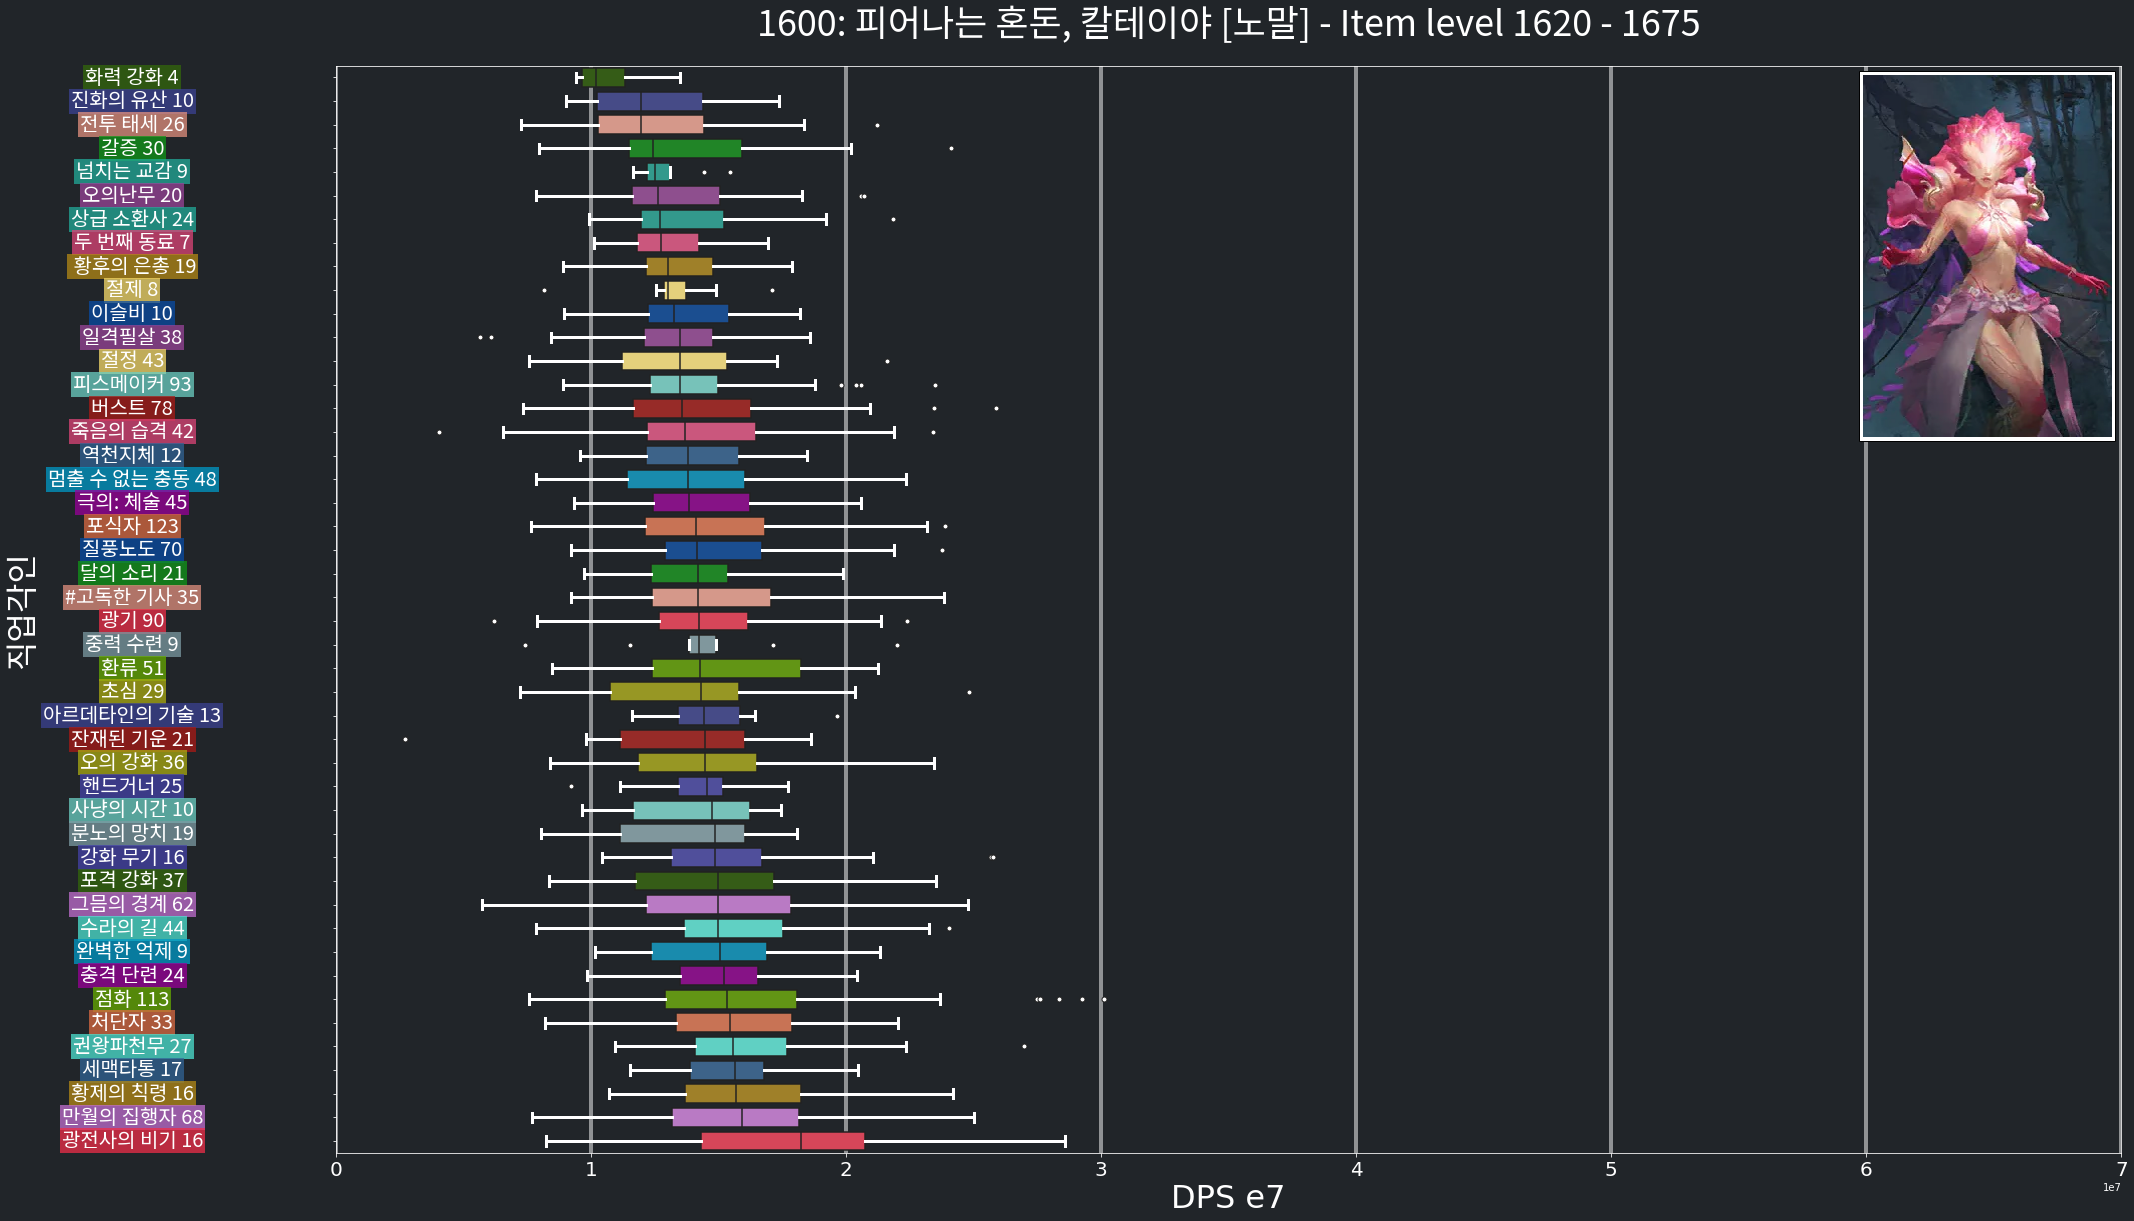 1600: 피어나는 혼돈, 칼테이야 [노말] - Item level 1620 - 1675
직업각인
화력 강화 4
진화의 유산 10
전투 태세 26
갈증 30
넘치는 교감 9
오의난무 20
상급 소환사 24
두 번째 동료 7
황후의 은총 19
절제 8
이슬비 10
일격필살 38
절정 43
피스메이커 93
버스트 78
죽음의 습격 42
역천지체 12
멈출 수 없는 충동 48
극의: 체술 45
포식자 123
질풍노도 70
달의 소리 21
#고독한 기사 35
광기 90
중력 수련 9
환류 51
초심 29
아르데타인의 기술 13
잔재된 기운 21
오의 강화 36
핸드거너 25
사냥의 시간 10
분노의 망치 19
강화 무기 16
포격 강화 37
그믐의 경계 62
수라의 길 44
완벽한 억제 9
충격 단련 24
점화 113
처단자 33
권왕파천무 27
세맥타통 17
황제의 칙령 16
만월의 집행자 68
광전사의 비기 16
0 1 2 3 4 5 6 7
1e7
DPS e7